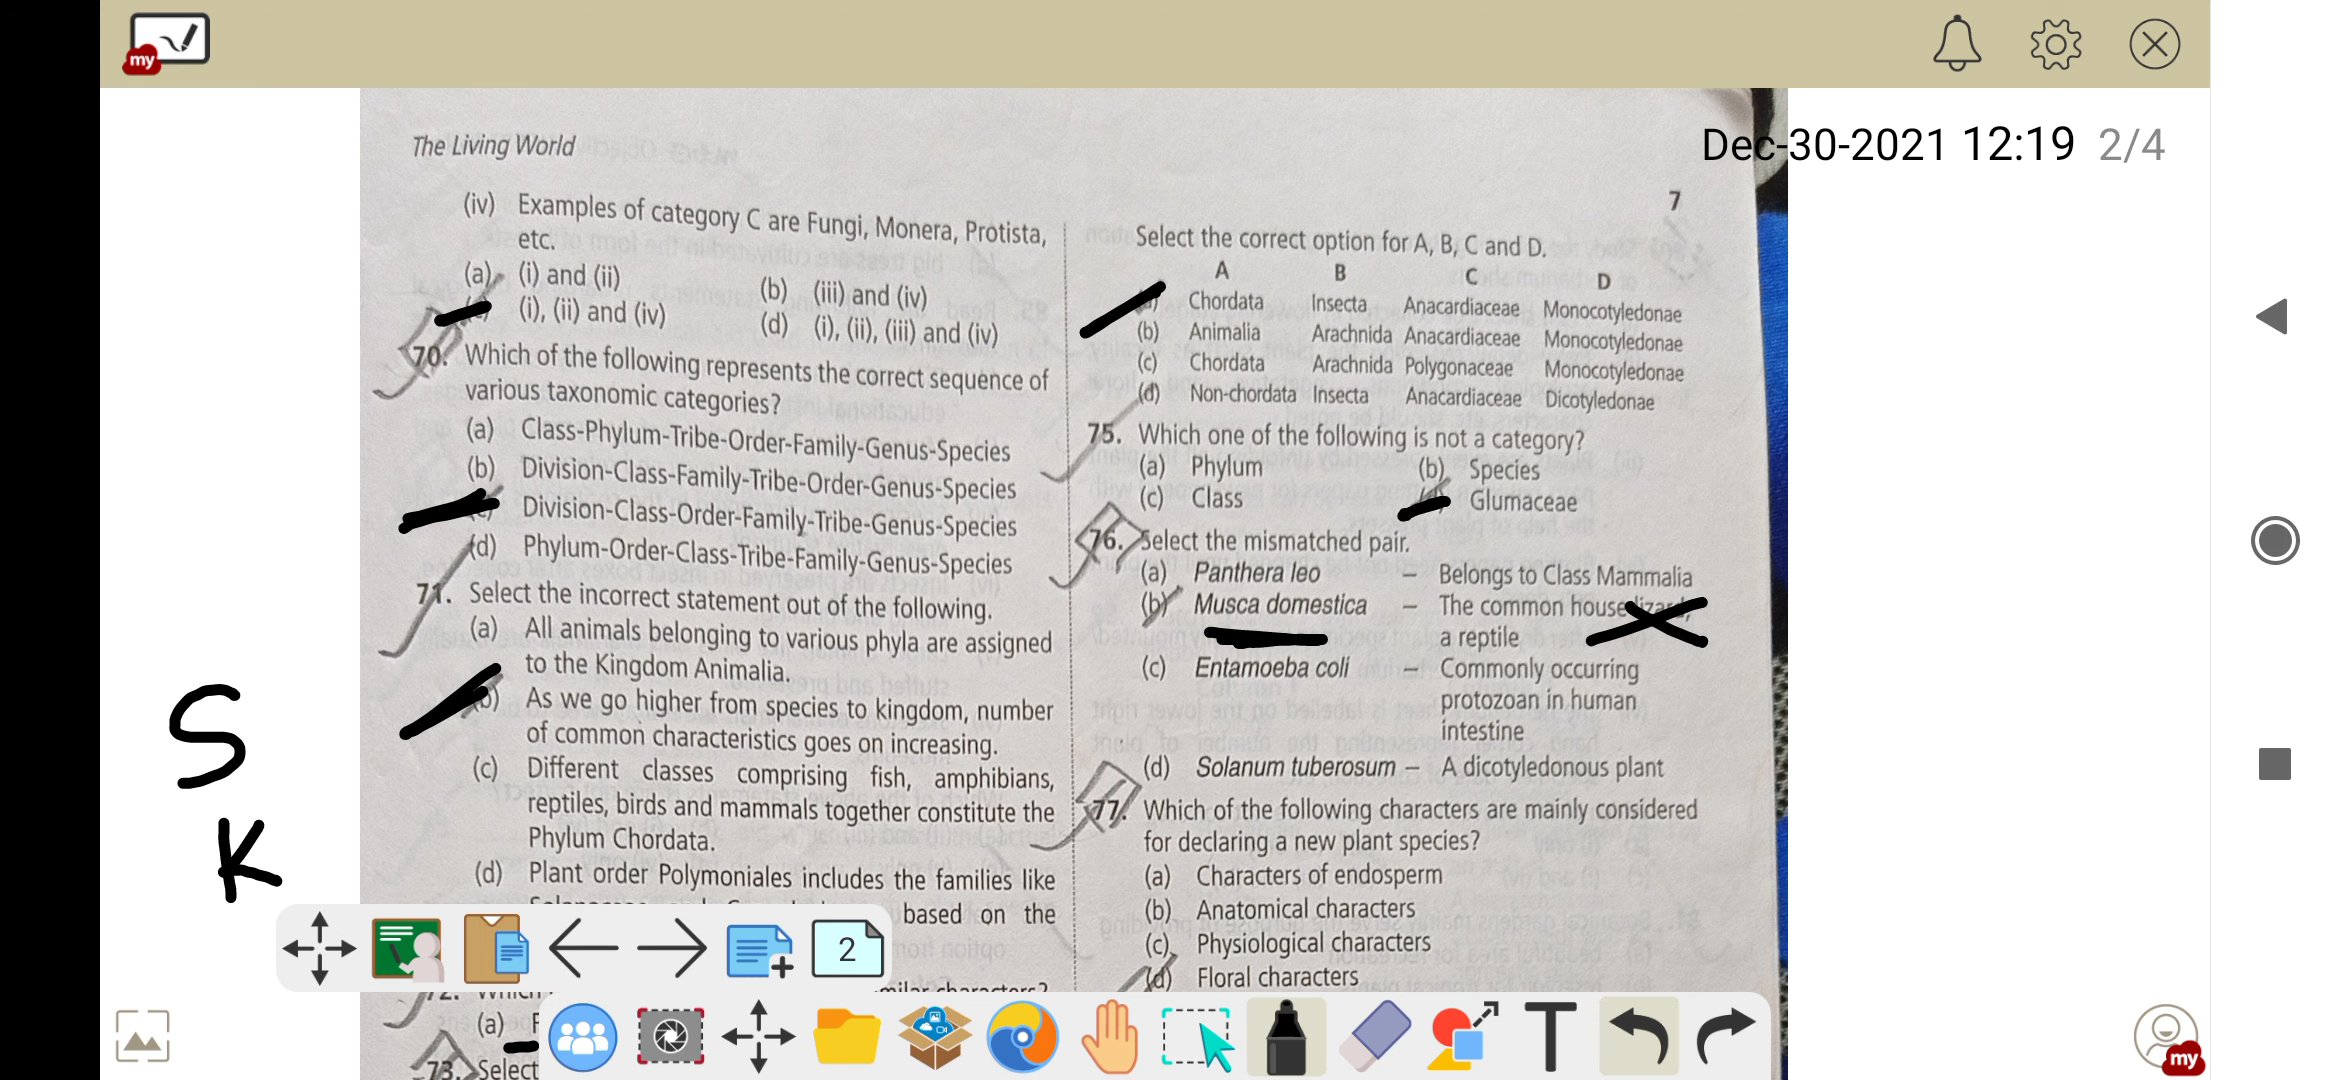 my
Dec-30-2021 12:19 2/4
The Living World
7
(iv) Examples of category C are Fungi, Monera, Protista,
etc.
(a) (i) and (ii)
(b) (iii) and (iv)
(i), (ii) and (iv)
(d) (i), (ii), (iii) and (iv)
70. Which of the following represents the correct sequence of
various taxonomic categories?
(a) Class-Phylum-Tribe-Order-Family-Genus-Species
(b) Division-Class-Family-Tribe-Order-Genus-Species
Division-Class-Order-Family-Tribe-Genus-Species
(d) Phylum-Order-Class-Tribe-Family-Genus-Species
71. Select the incorrect statement out of the following.
(a) All animals belonging to various phyla are assigned
to the Kingdom Animalia.
(b) As we go higher from species to kingdom, number
of common characteristics goes on increasing.
(c) Different classes comprising fish, amphibians,
reptiles, birds and mammals together constitute the
Phylum Chordata.
(d) Plant order Polymoniales includes the families like
based on the
(a)
73. Select
Select the correct option for A, B, C and D.
A B C D
Chordata Insecta Anacardiaceae Monocotyledonae
(b) Animalia Arachnida Anacardiaceae Monocotyledonae
(c) Chordata Arachnida Polygonaceae Monocotyledonae
(d) Non-chordata Insecta Anacardiaceae Dicotyledonae
75. Which one of the following is not a category?
(a) Phylum (b) Species
(c) Class Glumaceae
76. Select the mismatched pair.
(a) Panthera leo – Belongs to Class Mammalia
(b) Musca domestica – The common house lizard,
a reptile
(c) Entamoeba coli – Commonly occurring
protozoan in human
intestine
(d) Solanum tuberosum – A dicotyledonous plant
77. Which of the following characters are mainly considered
for declaring a new plant species?
(a) Characters of endosperm
(b) Anatomical characters
(c) Physiological characters
(d) Floral characters
S
K
2
T
my